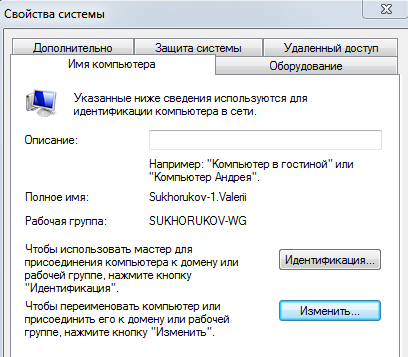 Свойства системы
Дополнительно Защита системы Удаленный доступ
Имя компьютера Оборудование
Указанные ниже сведения используются для
идентификации компьютера в сети.
Описание:
Например: "Компьютер в гостиной" или
"Компьютер Андрея".
Полное имя: Sukhorukov-1.Valerii
Рабочая группа: SUKHORUKOV-WG
Чтобы использовать мастер для
присоединения компьютера к домену или
рабочей группе, нажмите кнопку
"Идентификация".
Идентификация...
Чтобы переименовать компьютер или
присоединить его к домену или рабочей
группе, нажмите кнопку "Изменить".
Изменить...